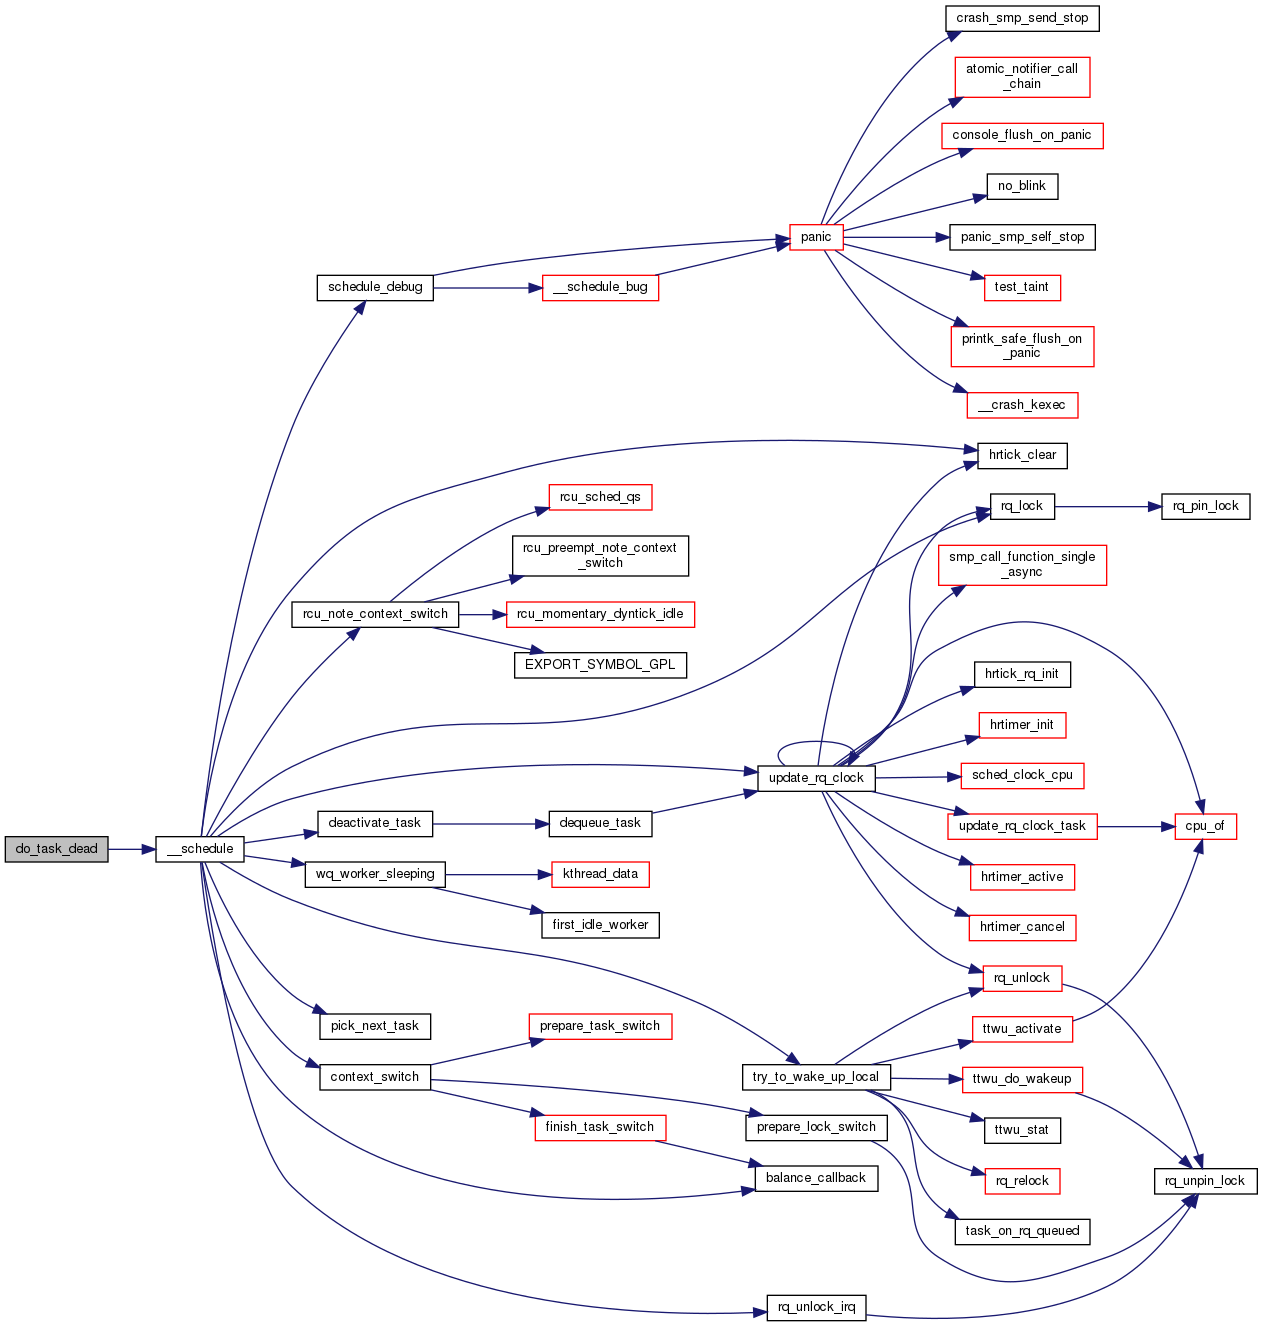 crash_smp_send_stop
atomic_notifier_call
_chain
console_flush_on_panic
no_blink
panic
panic_smp_self_stop
schedule_debug
__schedule_bug
test_taint
printk_safe_flush_on
_panic
__crash_kexec
hrtick_clear
rcu_sched_qs
rq_lock
rq_pin_lock
rcu_preempt_note_context
_switch
smp_call_function_single
_async
rcu_note_context_switch
rcu_momentary_dyntick_idle
EXPORT_SYMBOL_GPL
hrtick_rq_init
hrtimer_init
update_rq_clock
sched_clock_cpu
deactivate_task
dequeue_task
update_rq_clock_task
cpu_of
do_task_dead
__schedule
wq_worker_sleeping
kthread_data
hrtimer_active
first_idle_worker
hrtimer_cancel
rq_unlock
pick_next_task
prepare_task_switch
ttwu_activate
context_switch
try_to_wake_up_local
ttwu_do_wakeup
finish_task_switch
prepare_lock_switch
ttwu_stat
balance_callback
rq_relock
rq_unpin_lock
task_on_rq_queued
rq_unlock_irq